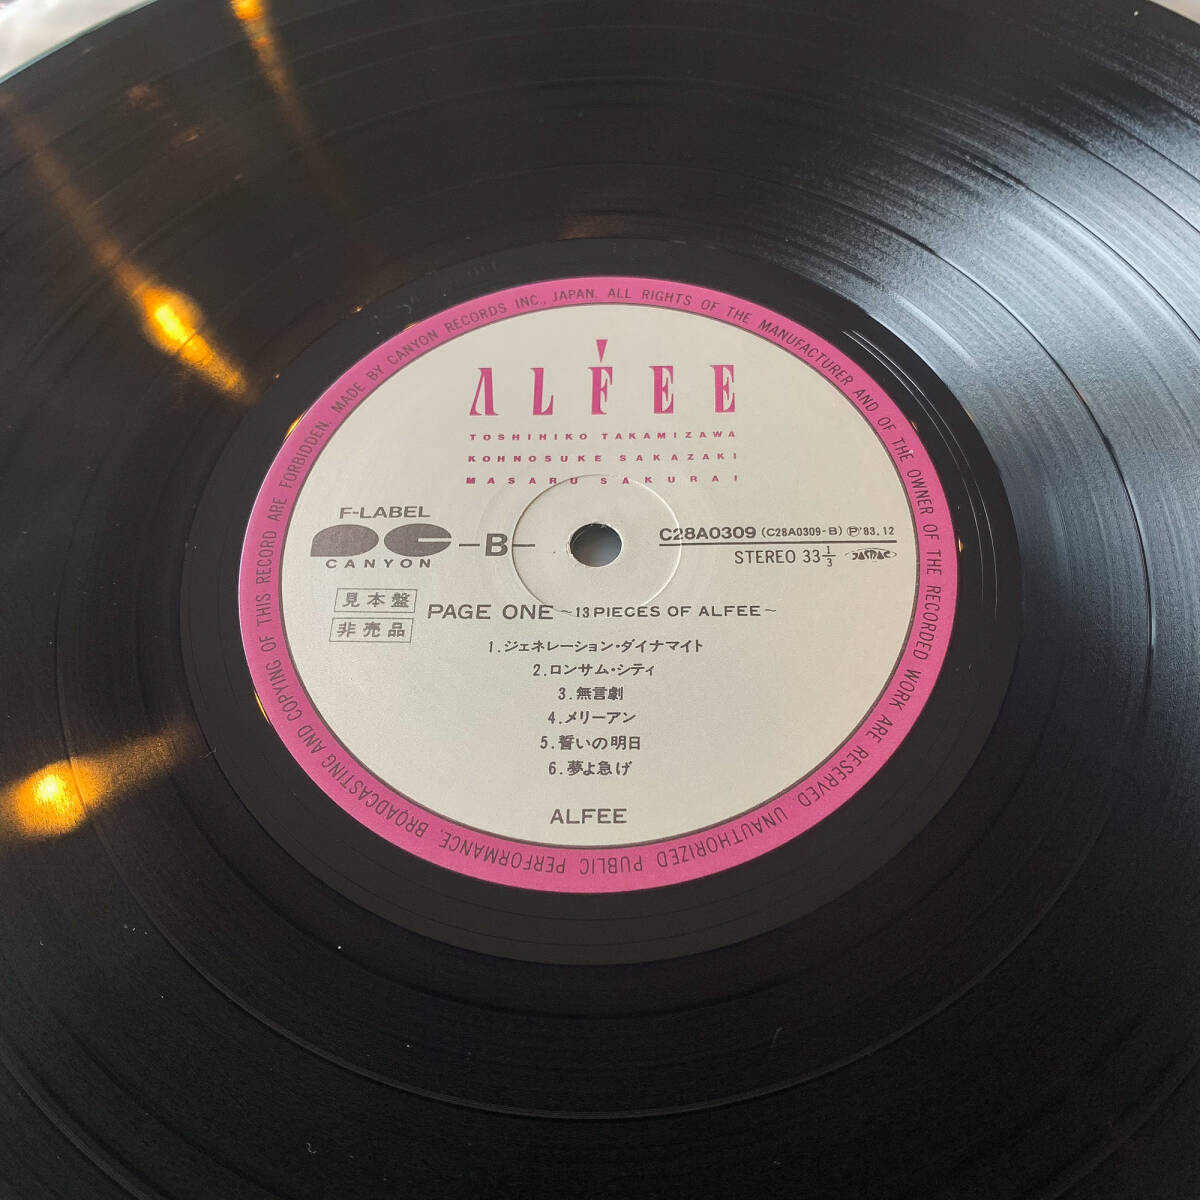 MADE BY CANYON RECORDS INC., JAPAN. ALL RIGHTS OF THE MANUFACTURER AND OF THE OWNER OF THE RECORDED WORK ARE RESERVED. UNAUTHORIZED PUBLIC PERFORMANCE, BROADCASTING AND COPYING OF THIS RECORD ARE FORBIDDEN.
ALFEE
TOSHIHIKO TAKAMIZAWA
KOHNOSUKE SAKAZAKI
MASARU SAKURAI
F-LABEL
CANYON
-B-
C28A0309 (C28A0309-B) Ⓟ'83.12
STEREO 33 1/3 JASRAC
見本盤
非売品
PAGE ONE ~13 PIECES OF ALFEE~
1.ジェネレーション・ダイナマイト
2.ロンサム・シティ
3.無言劇
4.メリーアン
5.誓いの明日
6.夢よ急げ
ALFEE